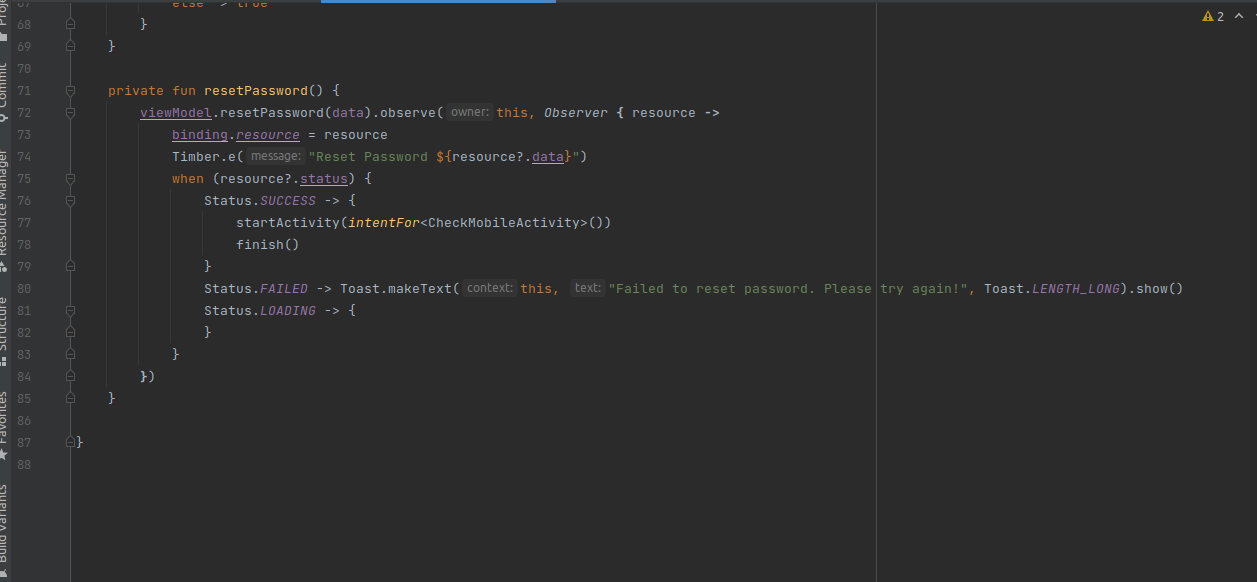 else -> true
2
68 }
69 }
70
71 private fun resetPassword() {
72 viewModel.resetPassword(data).observe( owner: this, Observer { resource ->
73 binding.resource = resource
74 Timber.e( message: "Reset Password ${resource?.data}")
75 when (resource?.status) {
76 Status.SUCCESS -> {
77 startActivity(intentFor<CheckMobileActivity>())
78 finish()
79 }
80 Status.FAILED -> Toast.makeText( context: this, text: "Failed to reset password. Please try again!", Toast.LENGTH_LONG).show()
81 Status.LOADING -> {
82 }
83 }
84 })
85 }
86
87 }
88
Commit
Resource Manager
Structure
Favorites
Build Variants